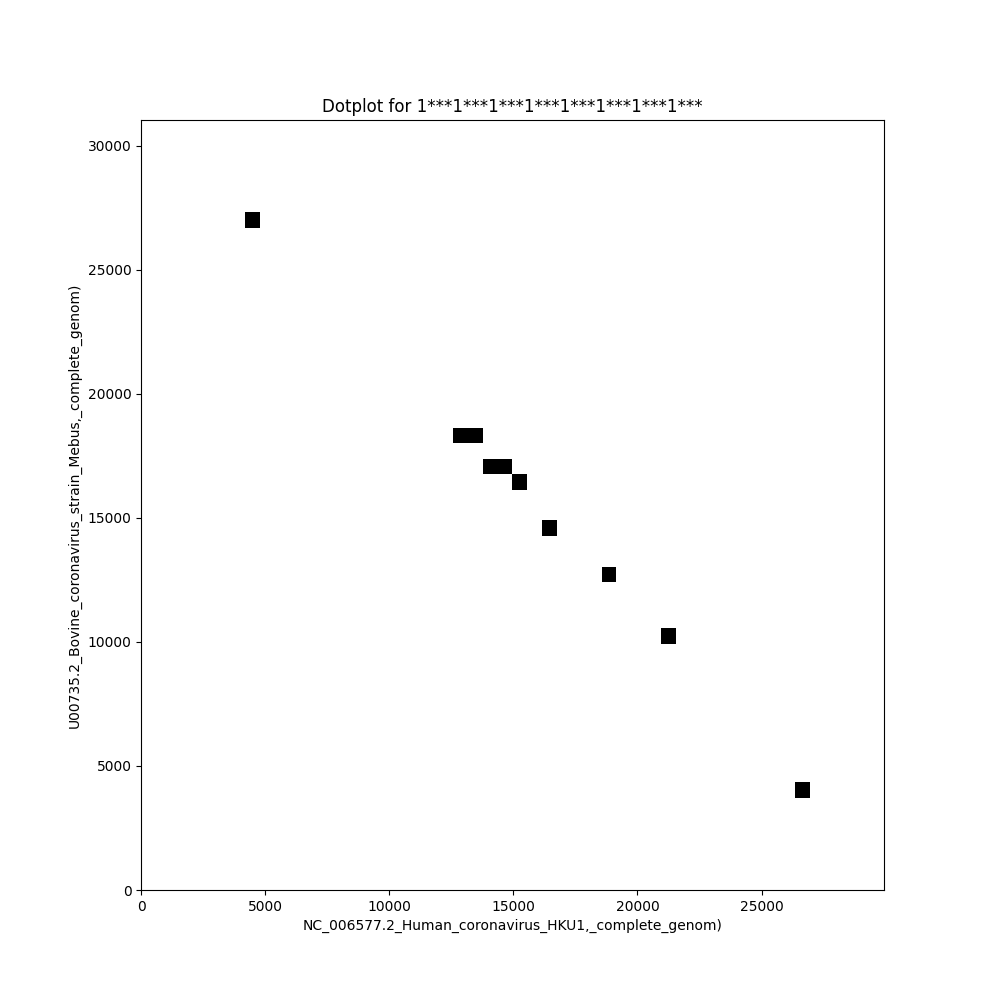 Dotplot for 1***1***1***1***1***1***1***1***
30000
25000
20000
15000
10000
5000
0
U00735.2_Bovine_coronavirus_strain_Mebus,_complete_genom)
0 5000 10000 15000 20000 25000
NC_006577.2_Human_coronavirus_HKU1,_complete_genom)